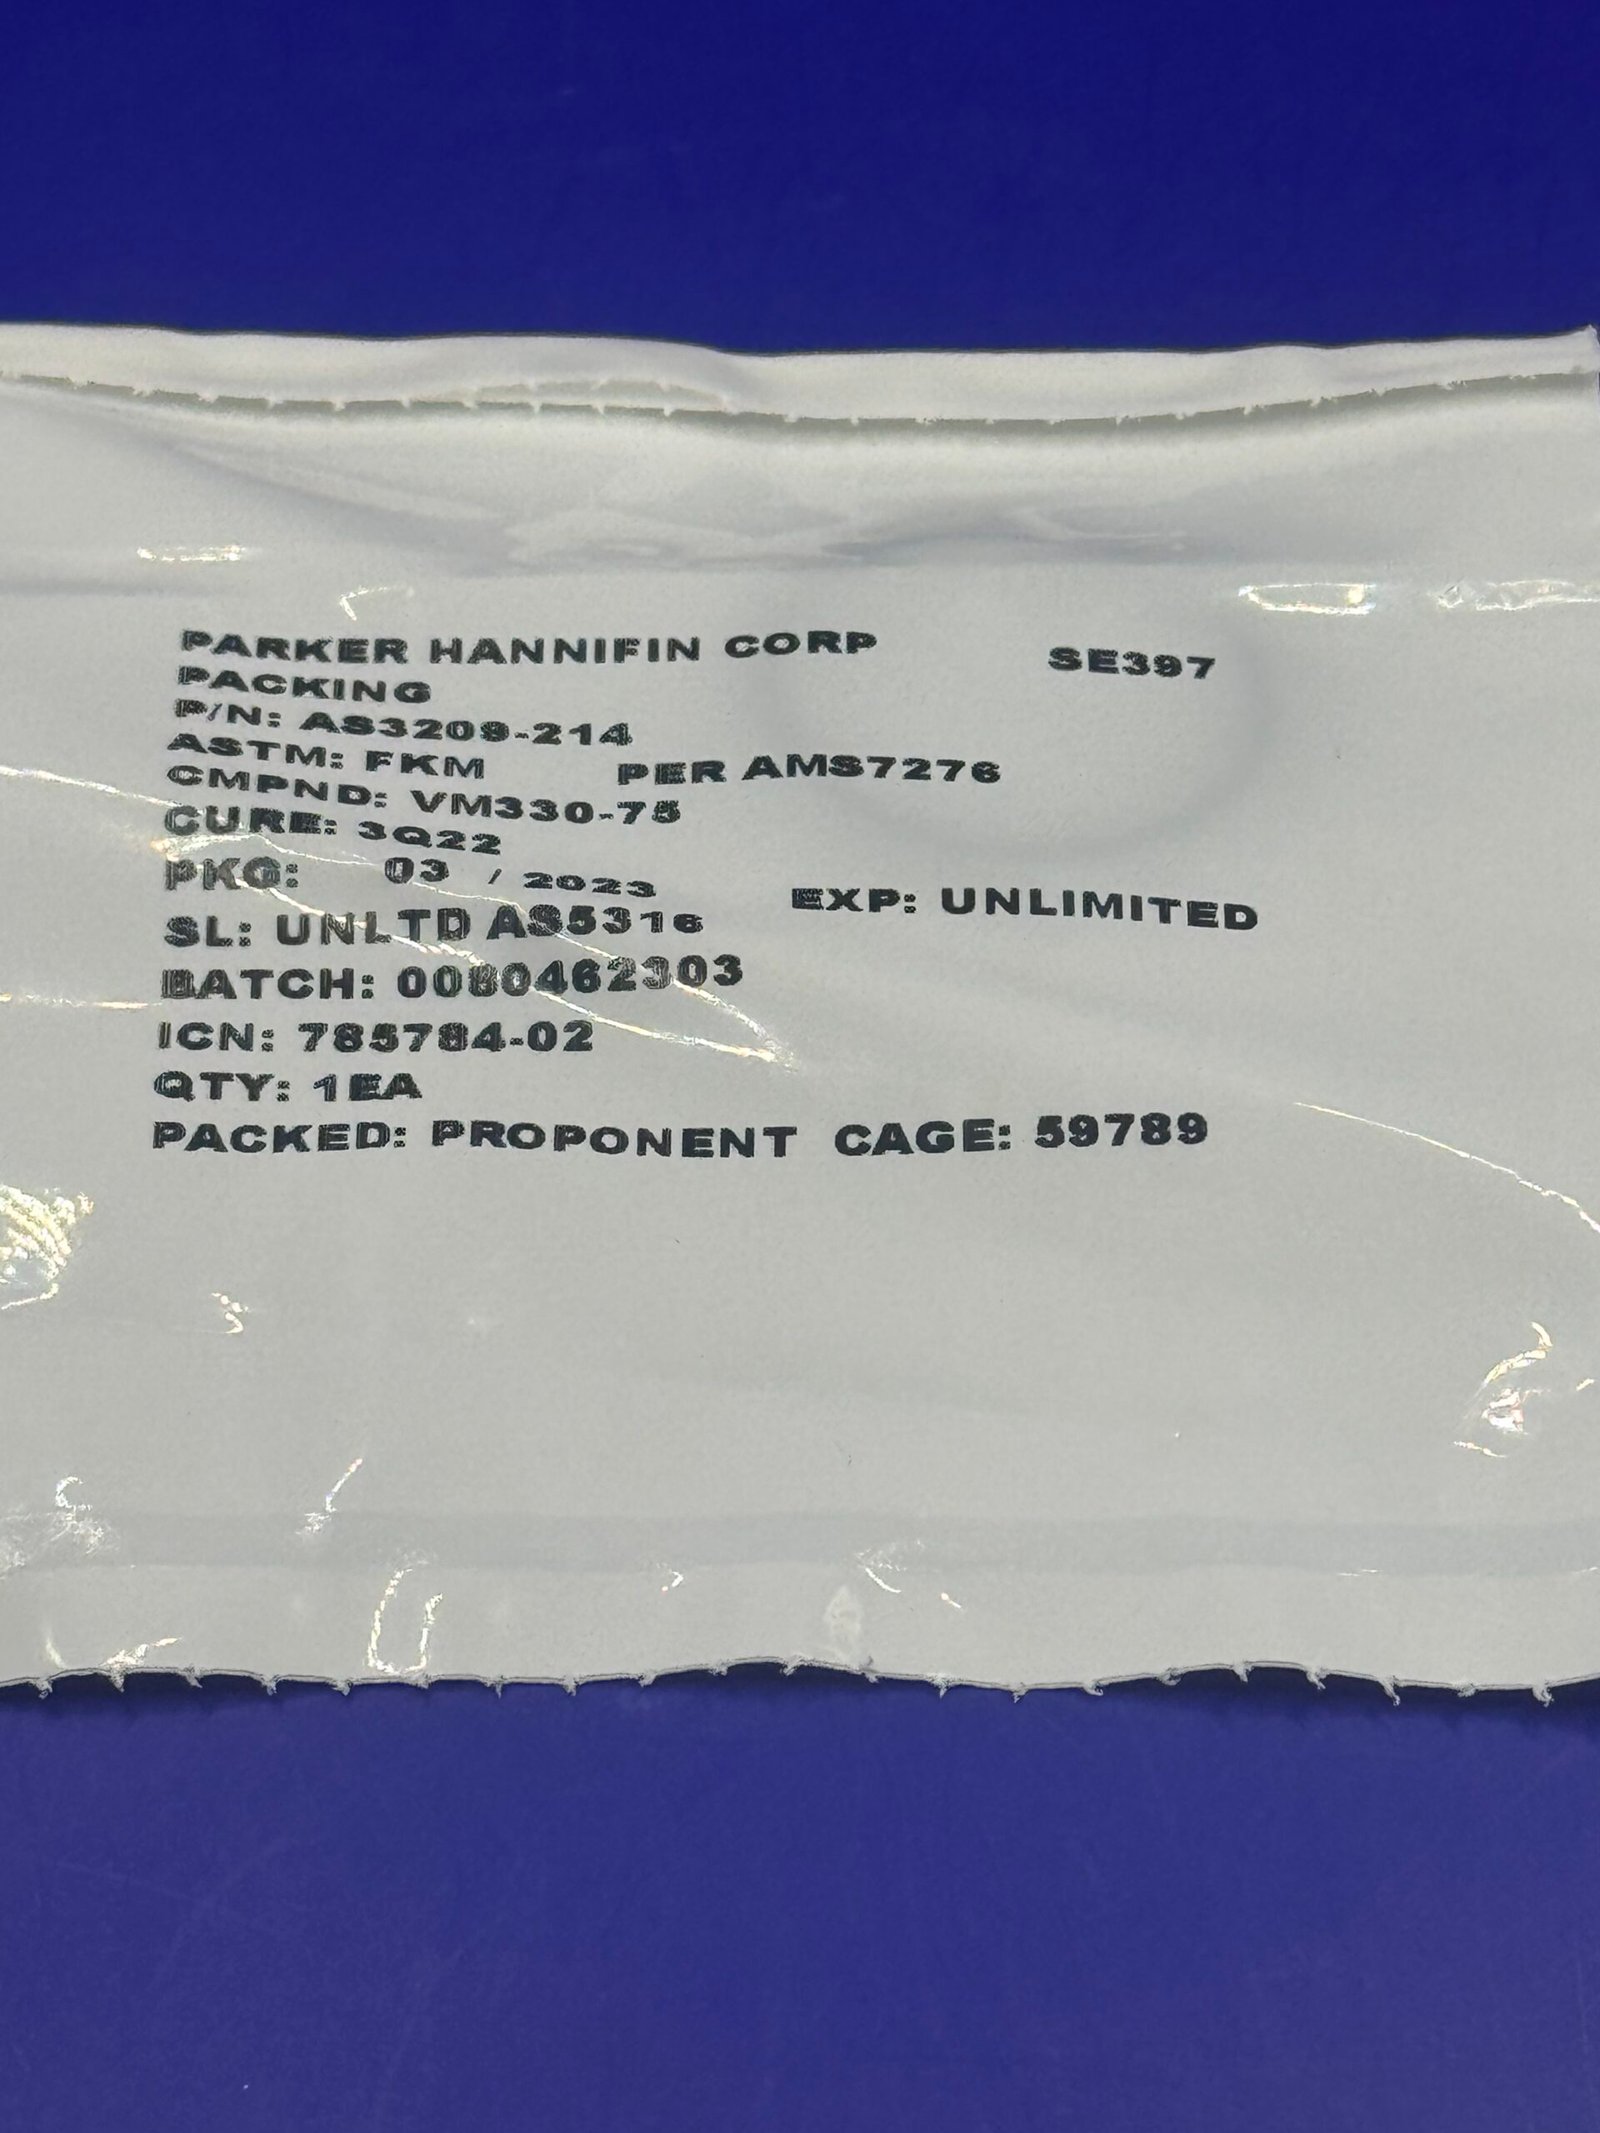 PARKER HANNIFIN CORP SE397
PACKING
P/N: AS3209-214
ASTM: FKM PER AMS7276
CMPND: VM330-75
CURE: 3Q22
PKG: 03 / 2023
SL: UNLTD AS5316 EXP: UNLIMITED
BATCH: 0080462303
ICN: 785784-02
QTY: 1EA
PACKED: PROPONENT CAGE: 59789